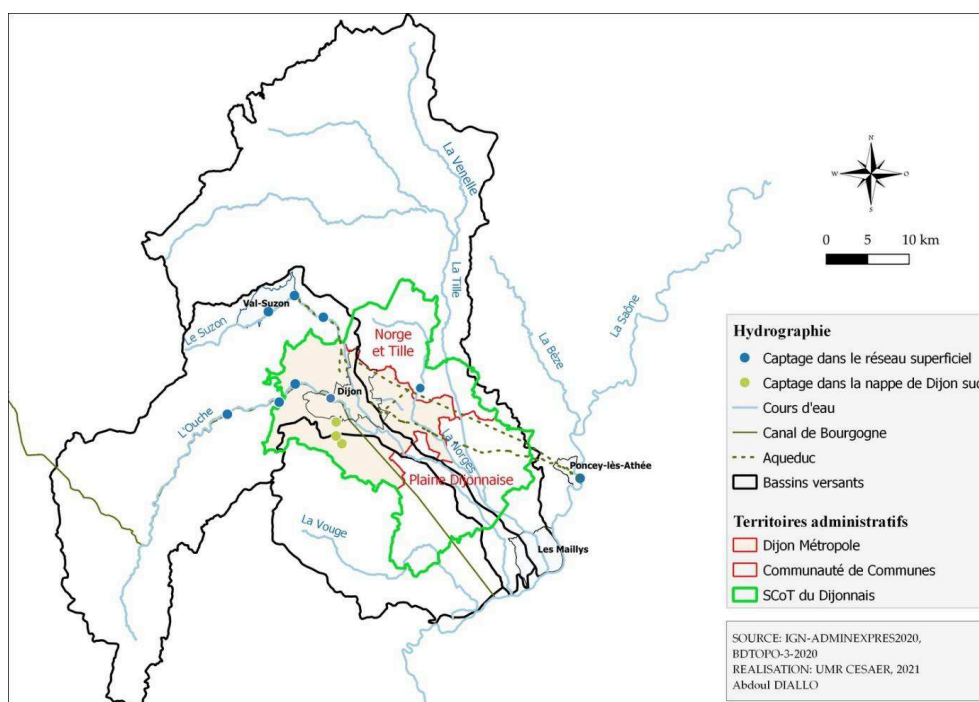 La Venelle
N
W
O
S
0 5 10 km
La Tille
La Saône
La Bèze
Val-Suzon
Le Suzon
Norge
et Tille
Dijon
L'Ouche
La Norges
Poncey-lès-Athée
Plaine Dijonnaise
La Vouge
Les Maillys
Hydrographie
Captage dans le réseau superficiel
Captage dans la nappe de Dijon sud
Cours d'eau
Canal de Bourgogne
Aqueduc
Bassins versants
Territoires administratifs
Dijon Métropole
Communauté de Communes
SCoT du Dijonnais
SOURCE: IGN-ADMINEXPRES2020,
BDTOPO-3-2020
REALISATION: UMR CESAER, 2021
Abdoul DIALLO